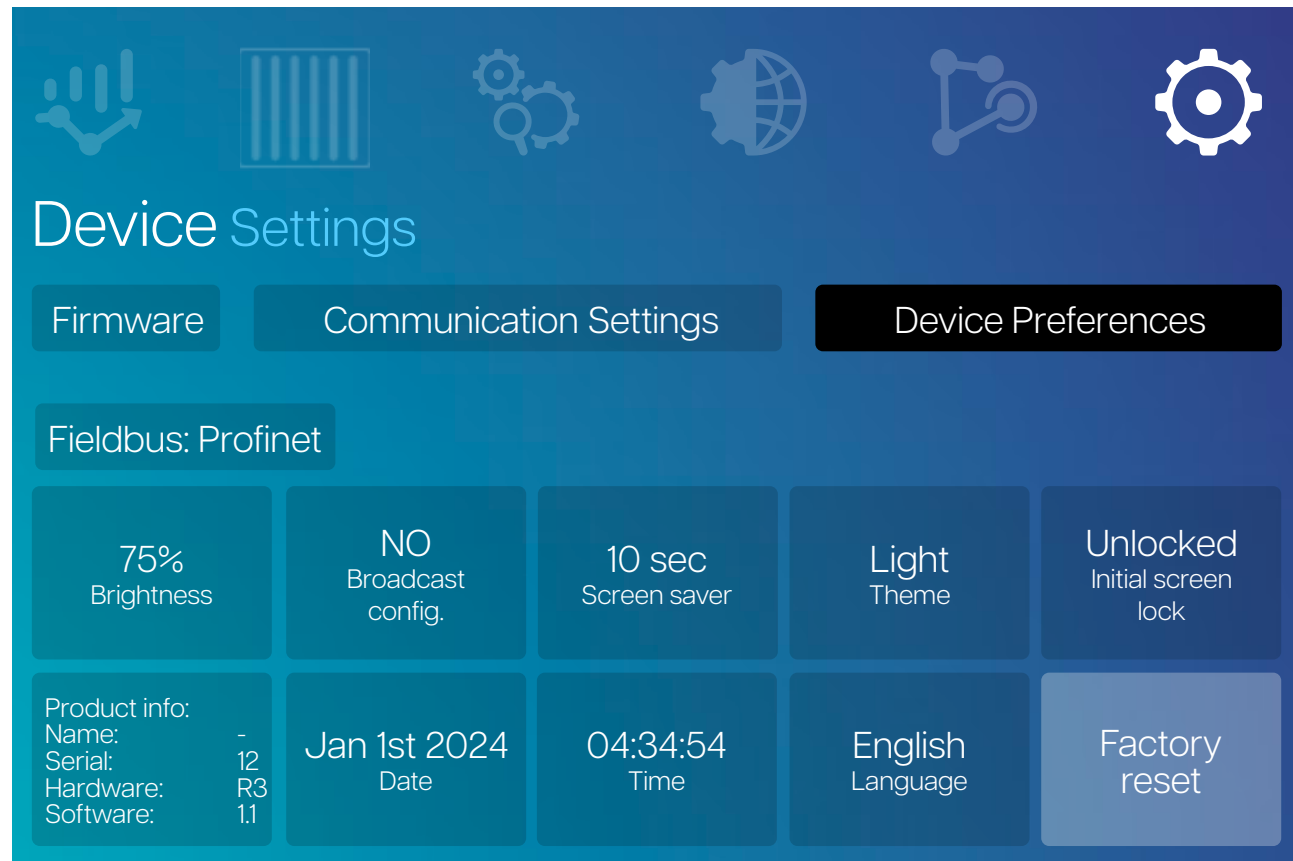 Device Settings
Firmware
Communication Settings
Device Preferences
Fieldbus: Profinet
75%
Brightness
NO
Broadcast
config.
10 sec
Screen saver
Light
Theme
Unlocked
Initial screen
lock
Product info:
Name: -
Serial: 12
Hardware: R3
Software: 1.1
Jan 1st 2024
Date
04:34:54
Time
English
Language
Factory
reset